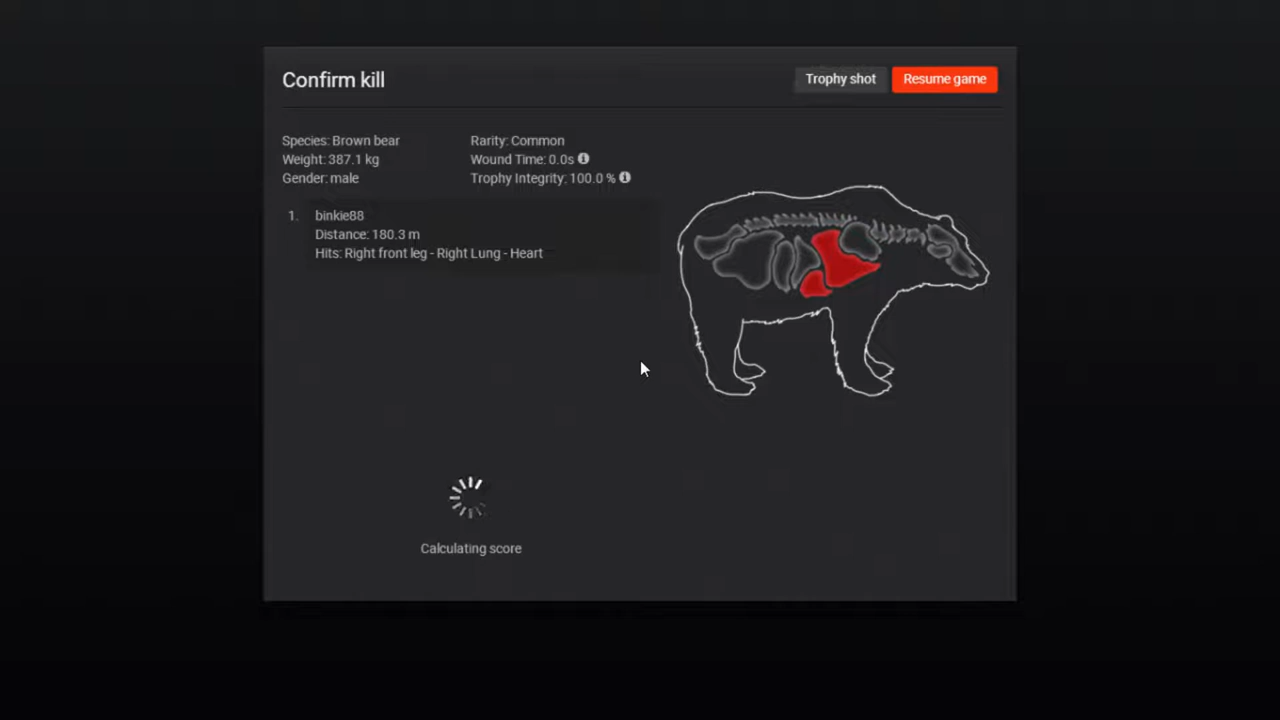 Confirm kill
Trophy shot
Resume game
Species: Brown bear
Weight: 387.1 kg
Gender: male
Rarity: Common
Wound Time: 0.0s
Trophy Integrity: 100.0 %
1. binkie88
Distance: 180.3 m
Hits: Right front leg - Right Lung - Heart
Calculating score